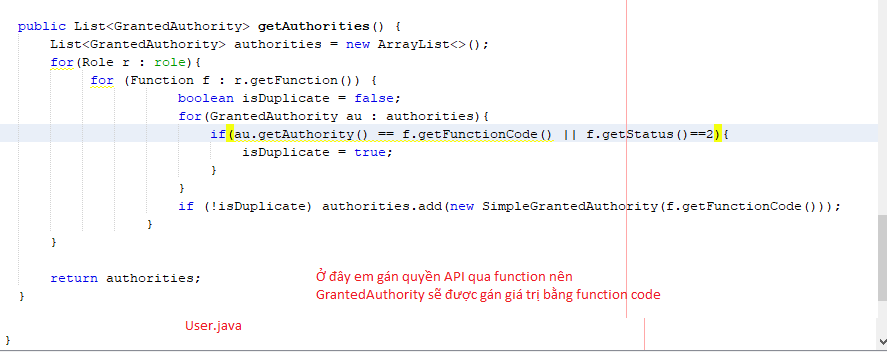 public List<GrantedAuthority> getAuthorities() {
List<GrantedAuthority> authorities = new ArrayList<>();
for(Role r : role){
for (Function f : r.getFunction()) {
boolean isDuplicate = false;
for(GrantedAuthority au : authorities){
if(au.getAuthority() == f.getFunctionCode() || f.getStatus()==2){
isDuplicate = true;
}
}
if (!isDuplicate) authorities.add(new SimpleGrantedAuthority(f.getFunctionCode()));
}
}
return authorities;
Ở đây em gán quyền API qua function nên
GrantedAuthority sẽ được gán giá trị bằng function code
}
User.java
}